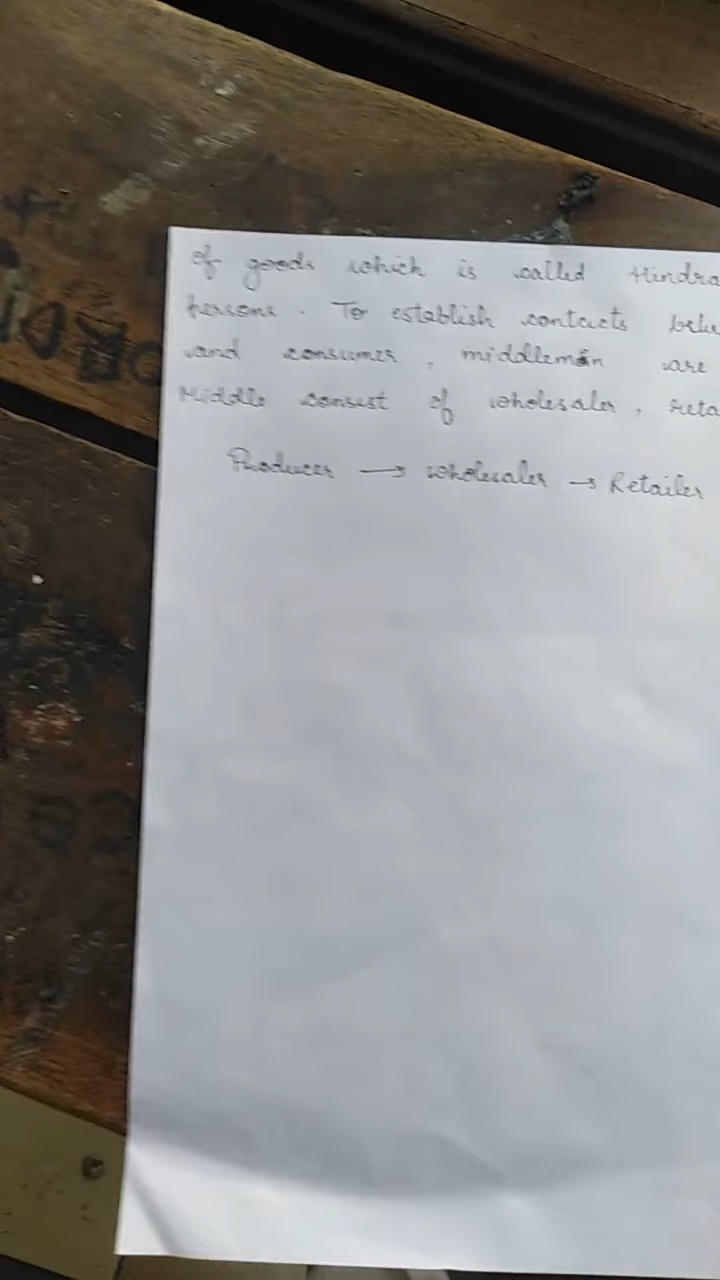 of goods which is called Hindra
persons. To establish contacts betw
and consumer, middleman are
Middle consist of wholesaler, reta
Producer → wholesaler → Retailer